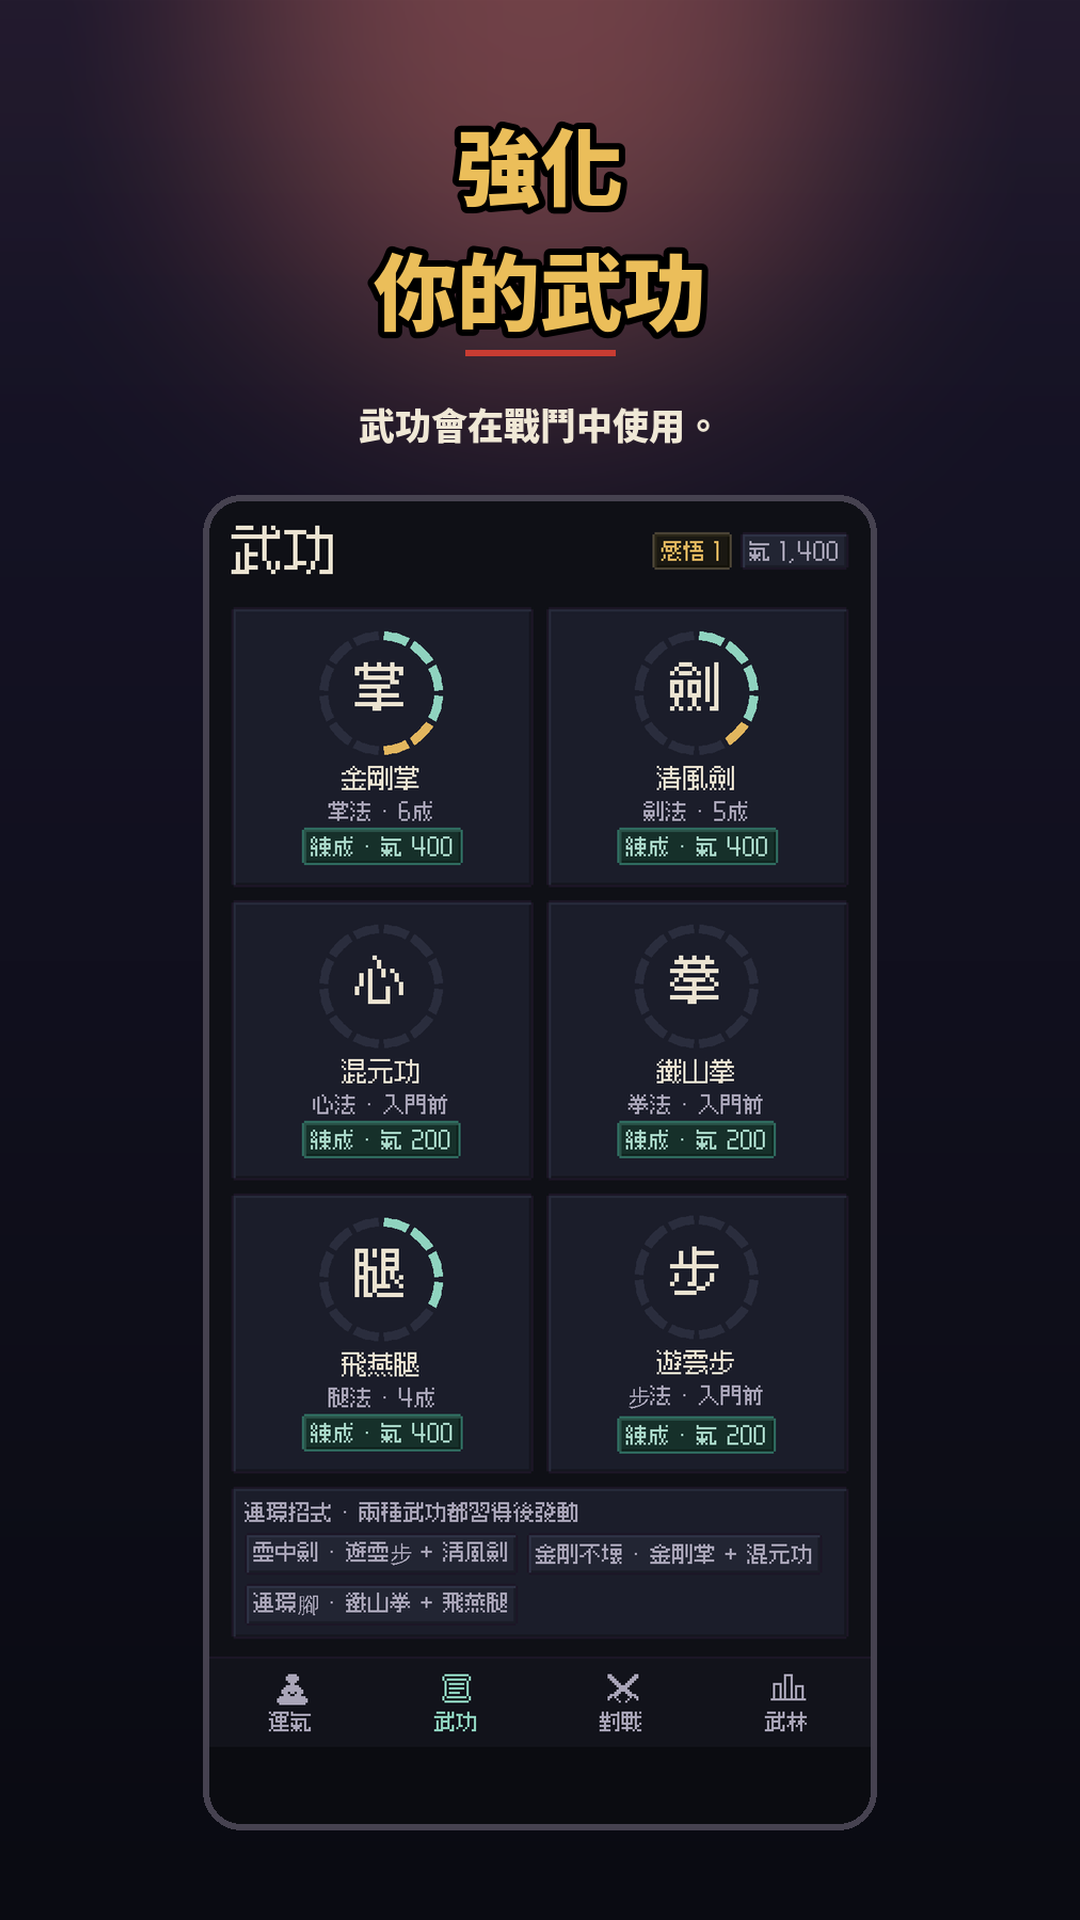 強化
你的武功
武功會在戰鬥中使用。
武功
感悟 1
氣 1,400
掌
金剛掌
掌法 · 6成
練成 · 氣 400
劍
清風劍
劍法 · 5成
練成 · 氣 400
心
混元功
心法 · 入門前
練成 · 氣 200
拳
鐵山拳
拳法 · 入門前
練成 · 氣 200
腿
飛燕腿
腿法 · 4成
練成 · 氣 400
步
遊雲步
步法 · 入門前
練成 · 氣 200
連環招式 · 兩種武功都習得後發動
雲中劍 · 遊雲步 + 清風劍
金剛不壞 · 金剛掌 + 混元功
連環腳 · 鐵山拳 + 飛燕腿
運氣
武功
對戰
武林